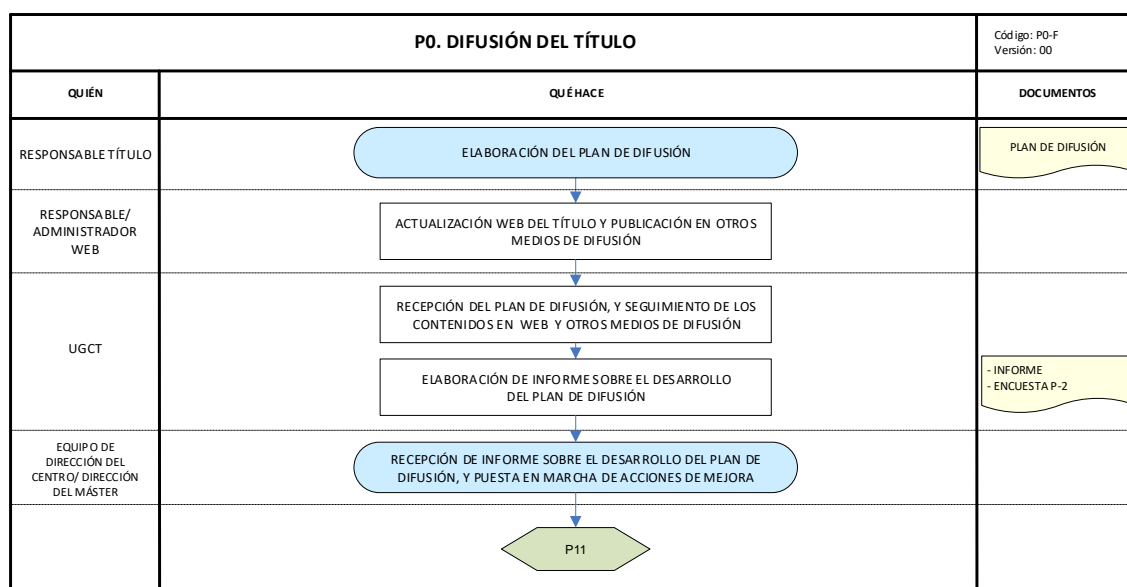 P0. DIFUSIÓN DEL TÍTULO
Código: P0-F
Versión: 00
QUIÉN
QUÉ HACE
DOCUMENTOS
RESPONSABLE TÍTULO
ELABORACIÓN DEL PLAN DE DIFUSIÓN
PLAN DE DIFUSIÓN
RESPONSABLE/
ADMINISTRADOR
WEB
ACTUALIZACIÓN WEB DEL TÍTULO Y PUBLICACIÓN EN OTROS
MEDIOS DE DIFUSIÓN
UGCT
RECEPCIÓN DEL PLAN DE DIFUSIÓN, Y SEGUIMIENTO DE LOS
CONTENIDOS EN WEB Y OTROS MEDIOS DE DIFUSIÓN
ELABORACIÓN DE INFORME SOBRE EL DESARROLLO
DEL PLAN DE DIFUSIÓN
- INFORME
- ENCUESTA P-2
EQUIPO DE
DIRECCIÓN DEL
CENTRO/ DIRECCIÓN
DEL MÁSTER
RECEPCIÓN DE INFORME SOBRE EL DESARROLLO DEL PLAN DE
DIFUSIÓN, Y PUESTA EN MARCHA DE ACCIONES DE MEJORA
P11